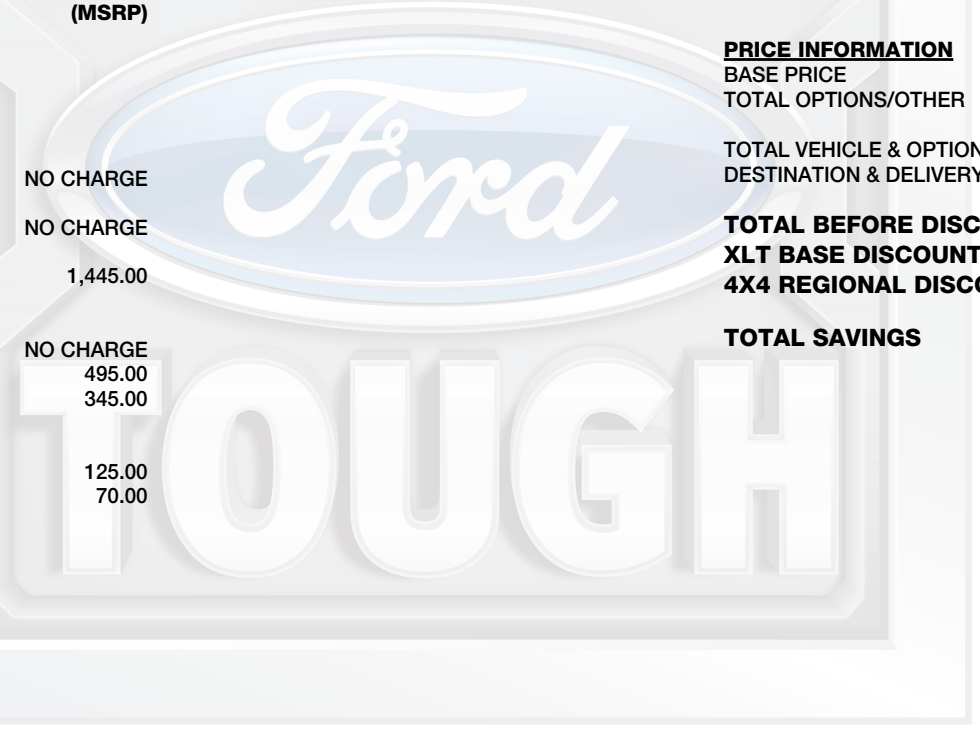 (MSRP)
NO CHARGE
NO CHARGE
1,445.00
NO CHARGE
495.00
345.00
125.00
70.00
PRICE INFORMATION
BASE PRICE
TOTAL OPTIONS/OTHER
TOTAL VEHICLE & OPTION
DESTINATION & DELIVERY
TOTAL BEFORE DISC
XLT BASE DISCOUNT
4X4 REGIONAL DISCO
TOTAL SAVINGS
Ford
TOUGH